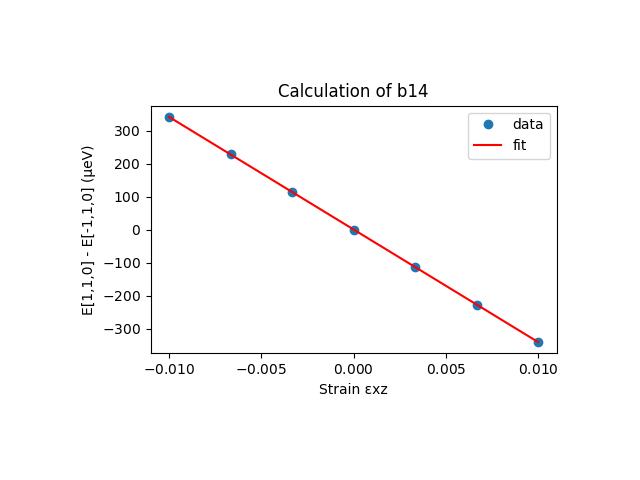 Calculation of b14
data
fit
E[1,1,0] - E[-1,1,0] (μeV)
300
200
100
0
−100
−200
−300
−0.010
−0.005
0.000
0.005
0.010
Strain εxz